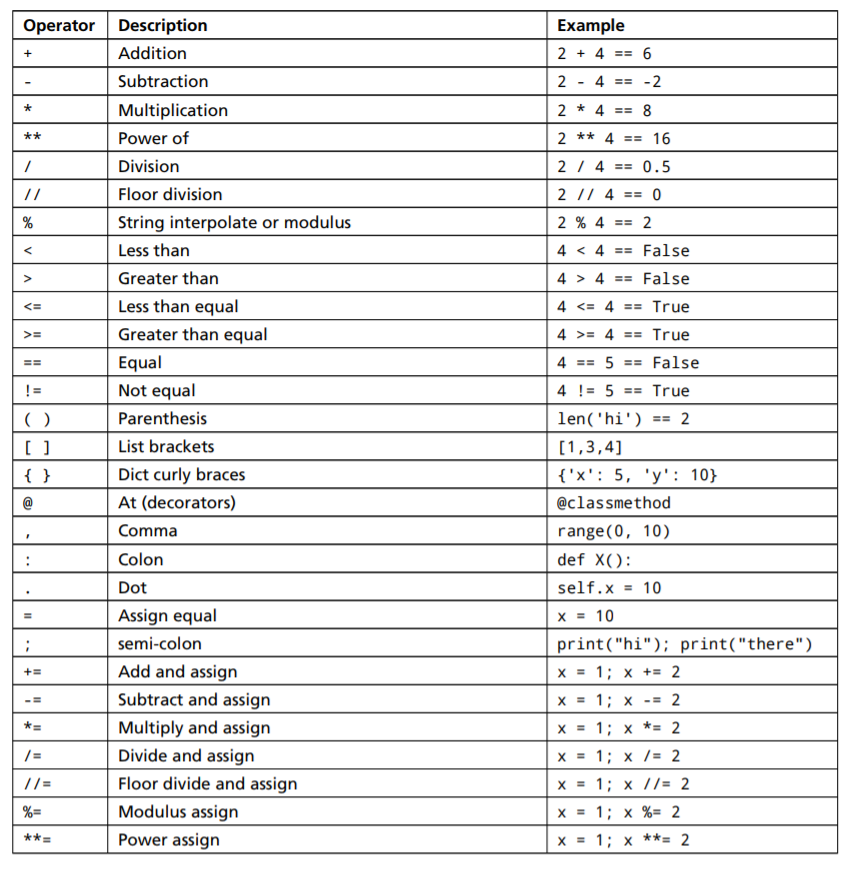 Operator Description Example
+ Addition 2 + 4 == 6
- Subtraction 2 - 4 == -2
* Multiplication 2 * 4 == 8
** Power of 2 ** 4 == 16
/ Division 2 / 4 == 0.5
// Floor division 2 // 4 == 0
% String interpolate or modulus 2 % 4 == 2
< Less than 4 < 4 == False
> Greater than 4 > 4 == False
<= Less than equal 4 <= 4 == True
>= Greater than equal 4 >= 4 == True
== Equal 4 == 5 == False
!= Not equal 4 != 5 == True
( ) Parenthesis len('hi') == 2
[ ] List brackets [1,3,4]
{ } Dict curly braces {'x': 5, 'y': 10}
@ At (decorators) @classmethod
, Comma range(0, 10)
: Colon def X():
. Dot self.x = 10
= Assign equal x = 10
; semi-colon print("hi"); print("there")
+= Add and assign x = 1; x += 2
-= Subtract and assign x = 1; x -= 2
*= Multiply and assign x = 1; x *= 2
/= Divide and assign x = 1; x /= 2
//= Floor divide and assign x = 1; x //= 2
%= Modulus assign x = 1; x %= 2
**= Power assign x = 1; x **= 2